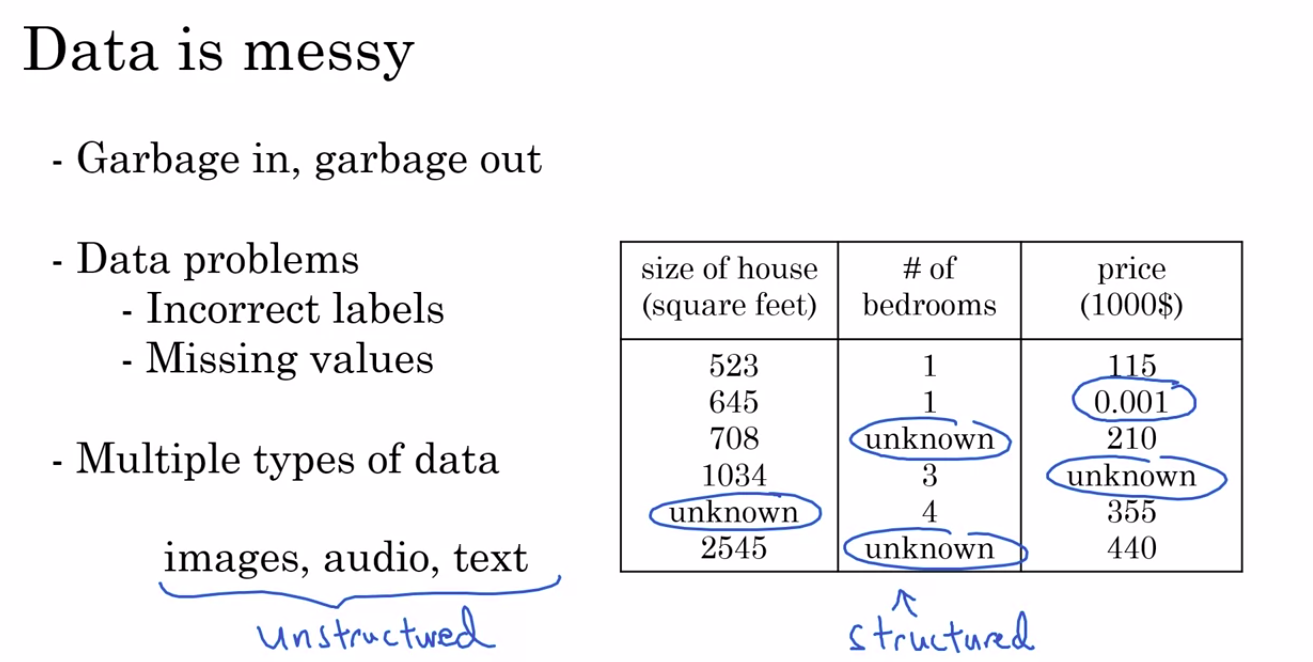 Data is messy
- Garbage in, garbage out
- Data problems
- Incorrect labels
- Missing values
- Multiple types of data
images, audio, text
unstructured
size of house # of price
(square feet) bedrooms (1000$)
523 1 115
645 1 0.001
708 unknown 210
1034 3 unknown
unknown 4 355
2545 unknown 440
structured